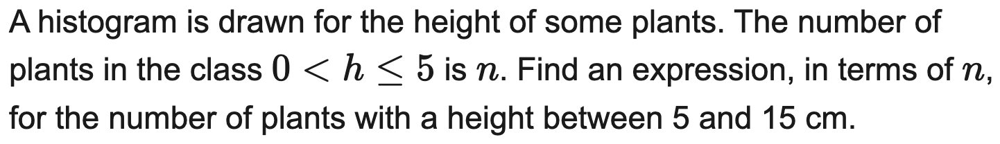 A histogram is drawn for the height of some plants. The number of
plants in the class 0 < h ≤ 5 is n. Find an expression, in terms of n,
for the number of plants with a height between 5 and 15 cm.